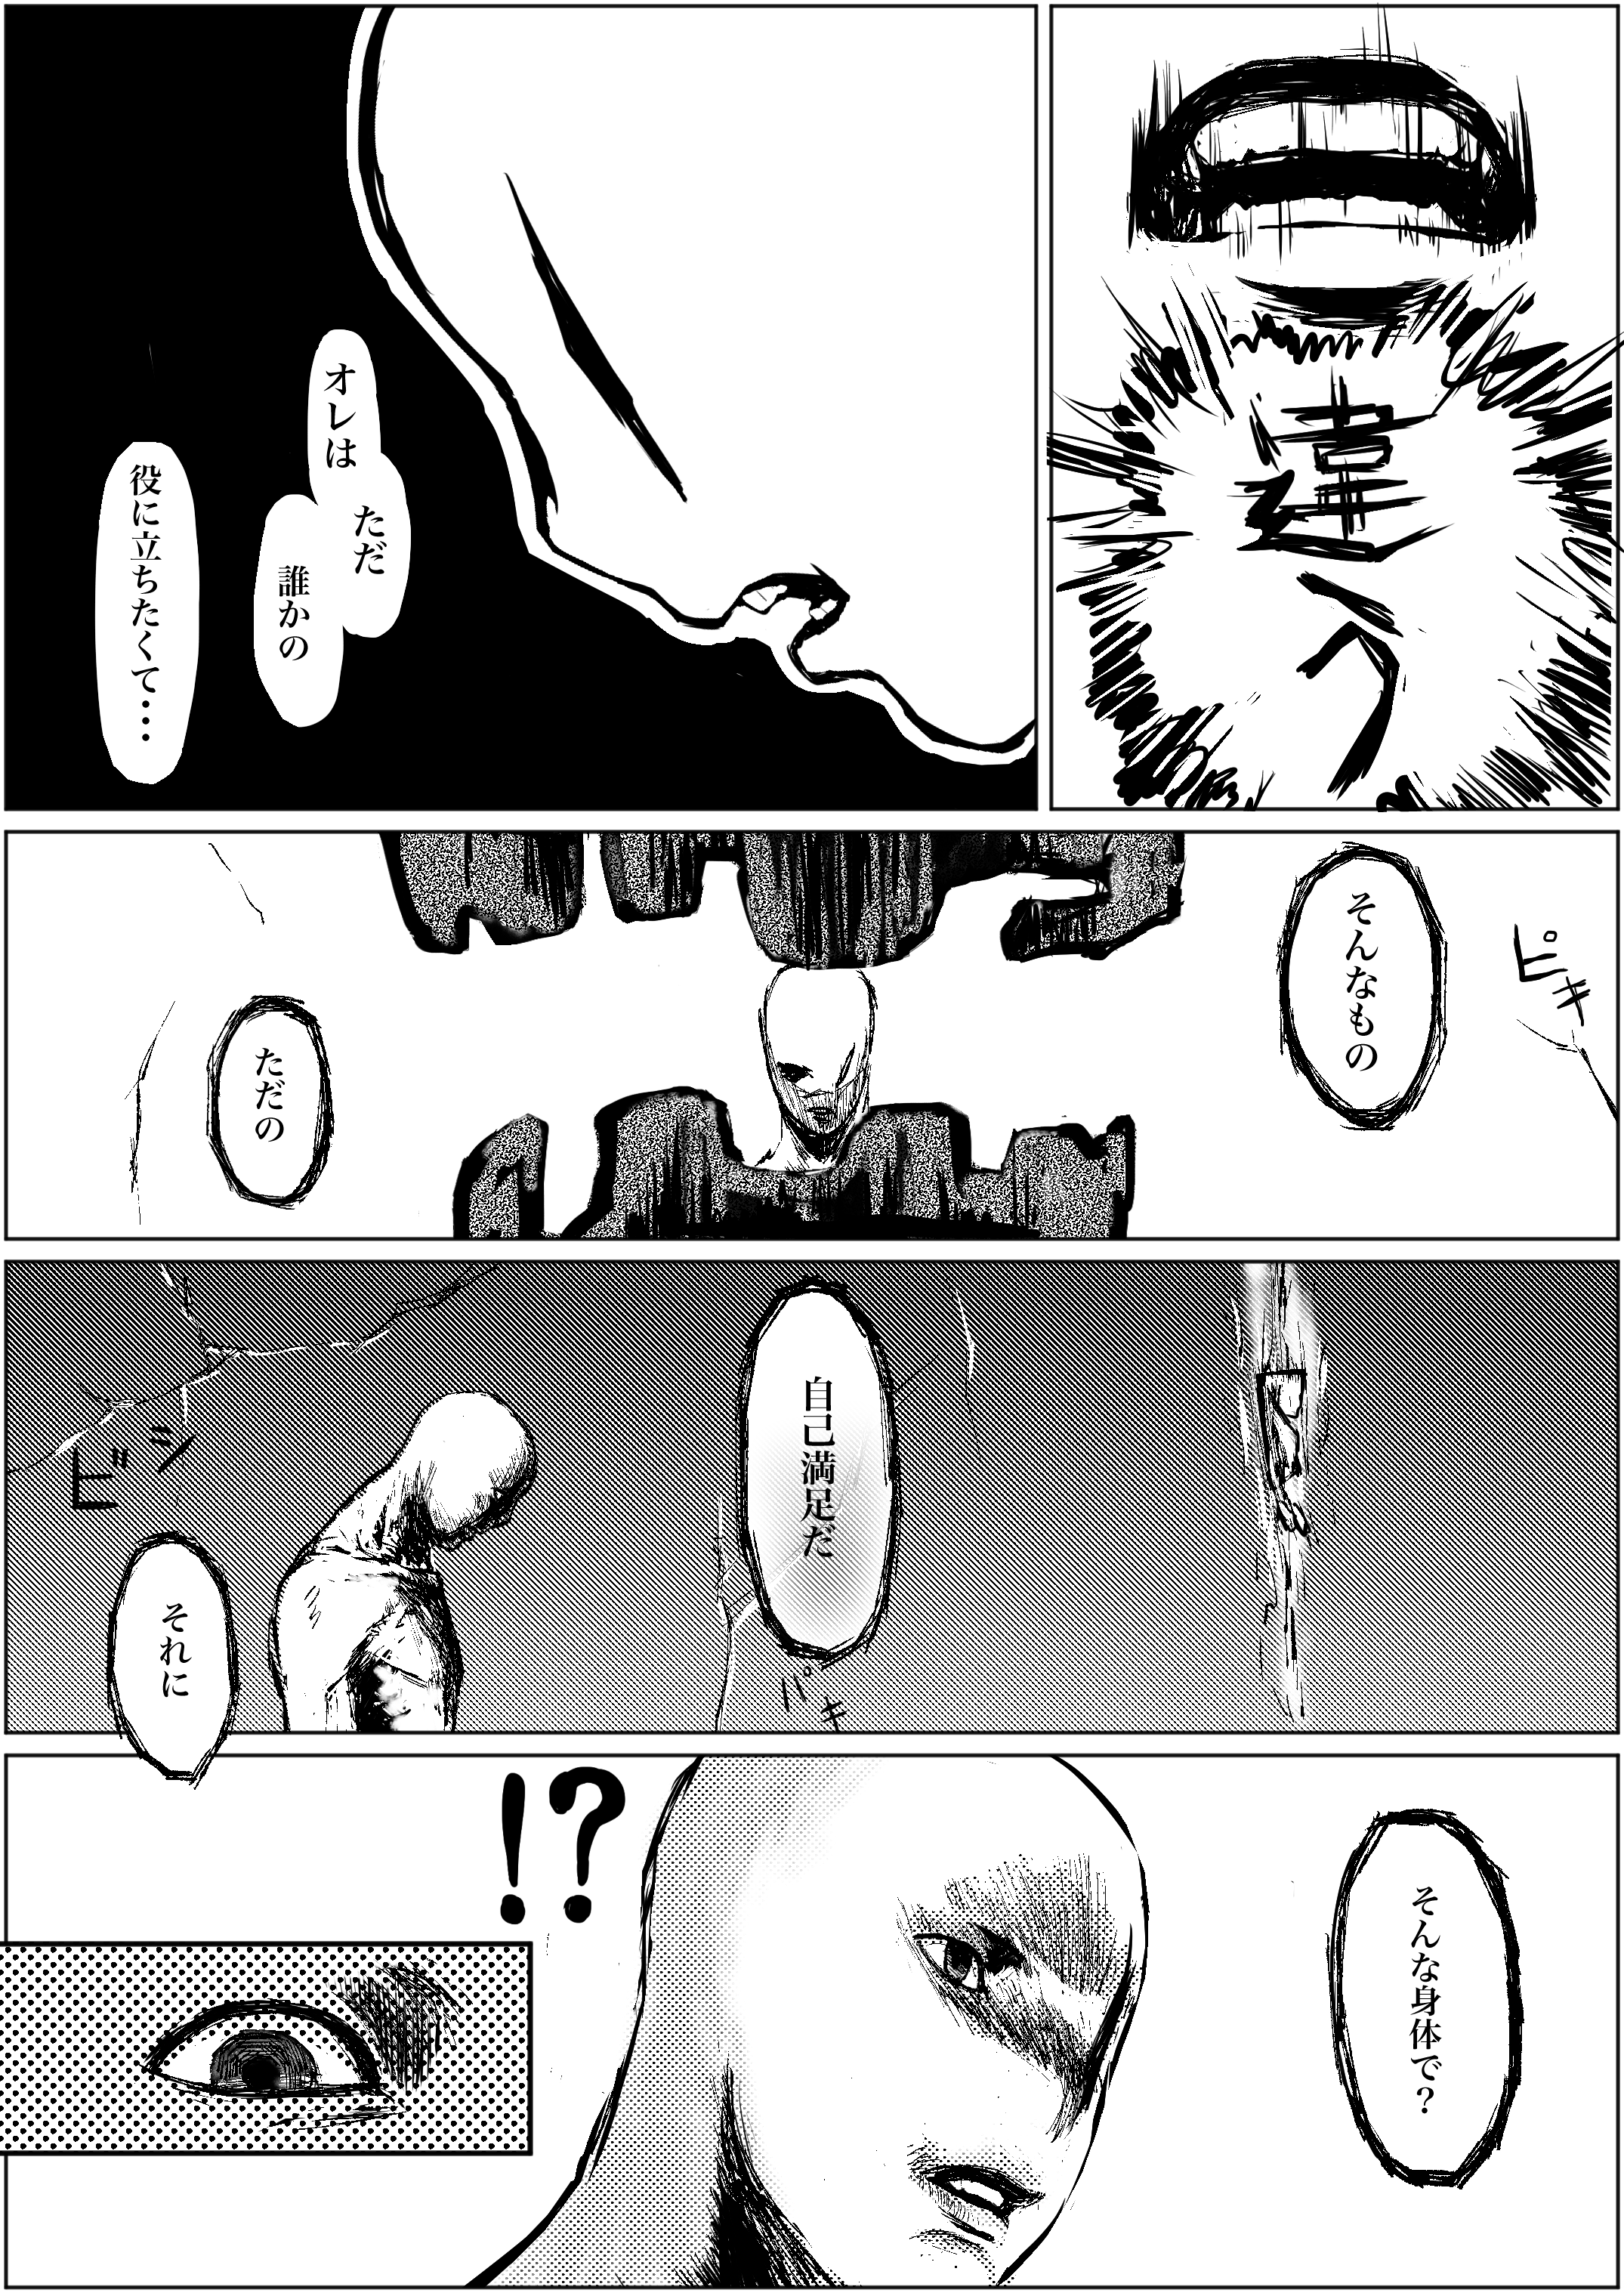 違う
オレは
ただ
誰かの
役に立ちたくて・・・・
ピキ
そんなもの
ただの
自己満足だ
パキ
ビシ
それに
そんな身体で？
！？